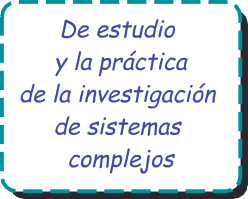 De estudio
y la práctica
de la investigación
de sistemas
complejos